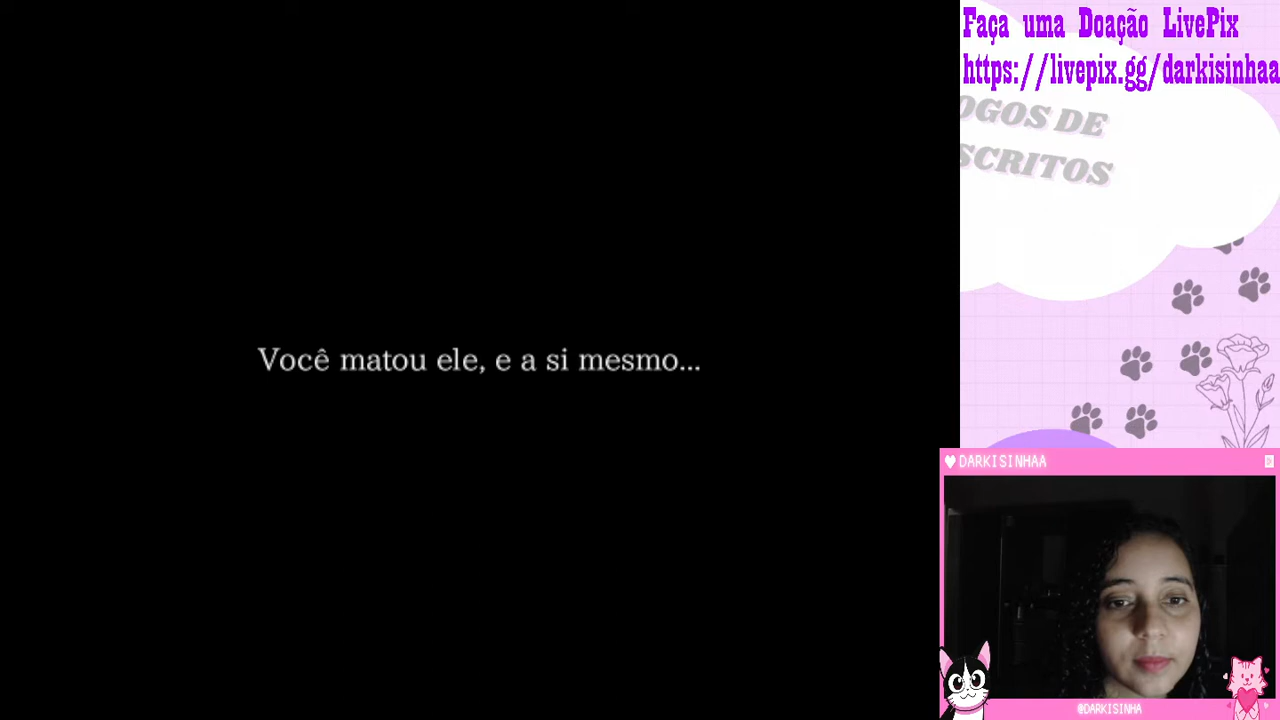 Faça uma Doação LivePix
https://livepix.gg/darkisinhaa
OGOS DE
SCRITOS
Você matou ele, e a si mesmo...
DARKISINHAA
@DARKISINHA